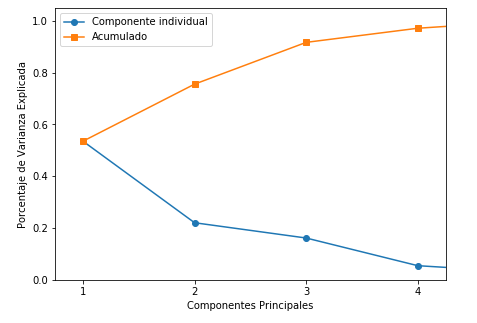 Componente individual
Acumulado
1.0
0.8
0.6
0.4
0.2
0.0
Porcentaje de Varianza Explicada
1 2 3 4
Componentes Principales